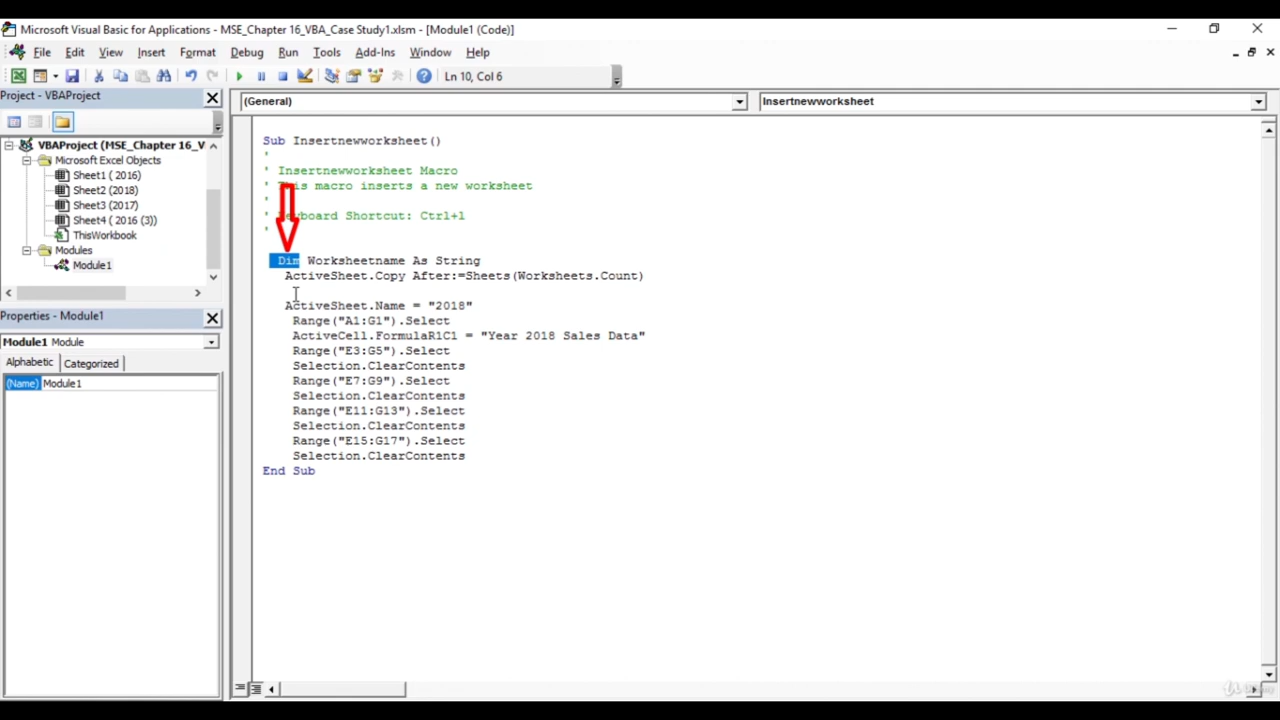 Microsoft Visual Basic for Applications - MSE_Chapter 16_VBA_Case Study1.xlsm - [Module1 (Code)]
File Edit View Insert Format Debug Run Tools Add-Ins Window Help
Ln 10, Col 6
Project - VBAProject
VBAProject (MSE_Chapter 16_V
Microsoft Excel Objects
Sheet1 ( 2016)
Sheet2 (2018)
Sheet3 (2017)
Sheet4 ( 2016 (3))
ThisWorkbook
Modules
Module1
Properties - Module1
Module1 Module
Alphabetic Categorized
(Name) Module1
(General) Insertnewworksheet
Sub Insertnewworksheet()
'
' Insertnewworksheet Macro
' This macro inserts a new worksheet
'
' Keyboard Shortcut: Ctrl+l
'
Dim Worksheetname As String
ActiveSheet.Copy After:=Sheets(Worksheets.Count)
ActiveSheet.Name = "2018"
Range("A1:G1").Select
ActiveCell.FormulaR1C1 = "Year 2018 Sales Data"
Range("E3:G5").Select
Selection.ClearContents
Range("E7:G9").Select
Selection.ClearContents
Range("E11:G13").Select
Selection.ClearContents
Range("E15:G17").Select
Selection.ClearContents
End Sub